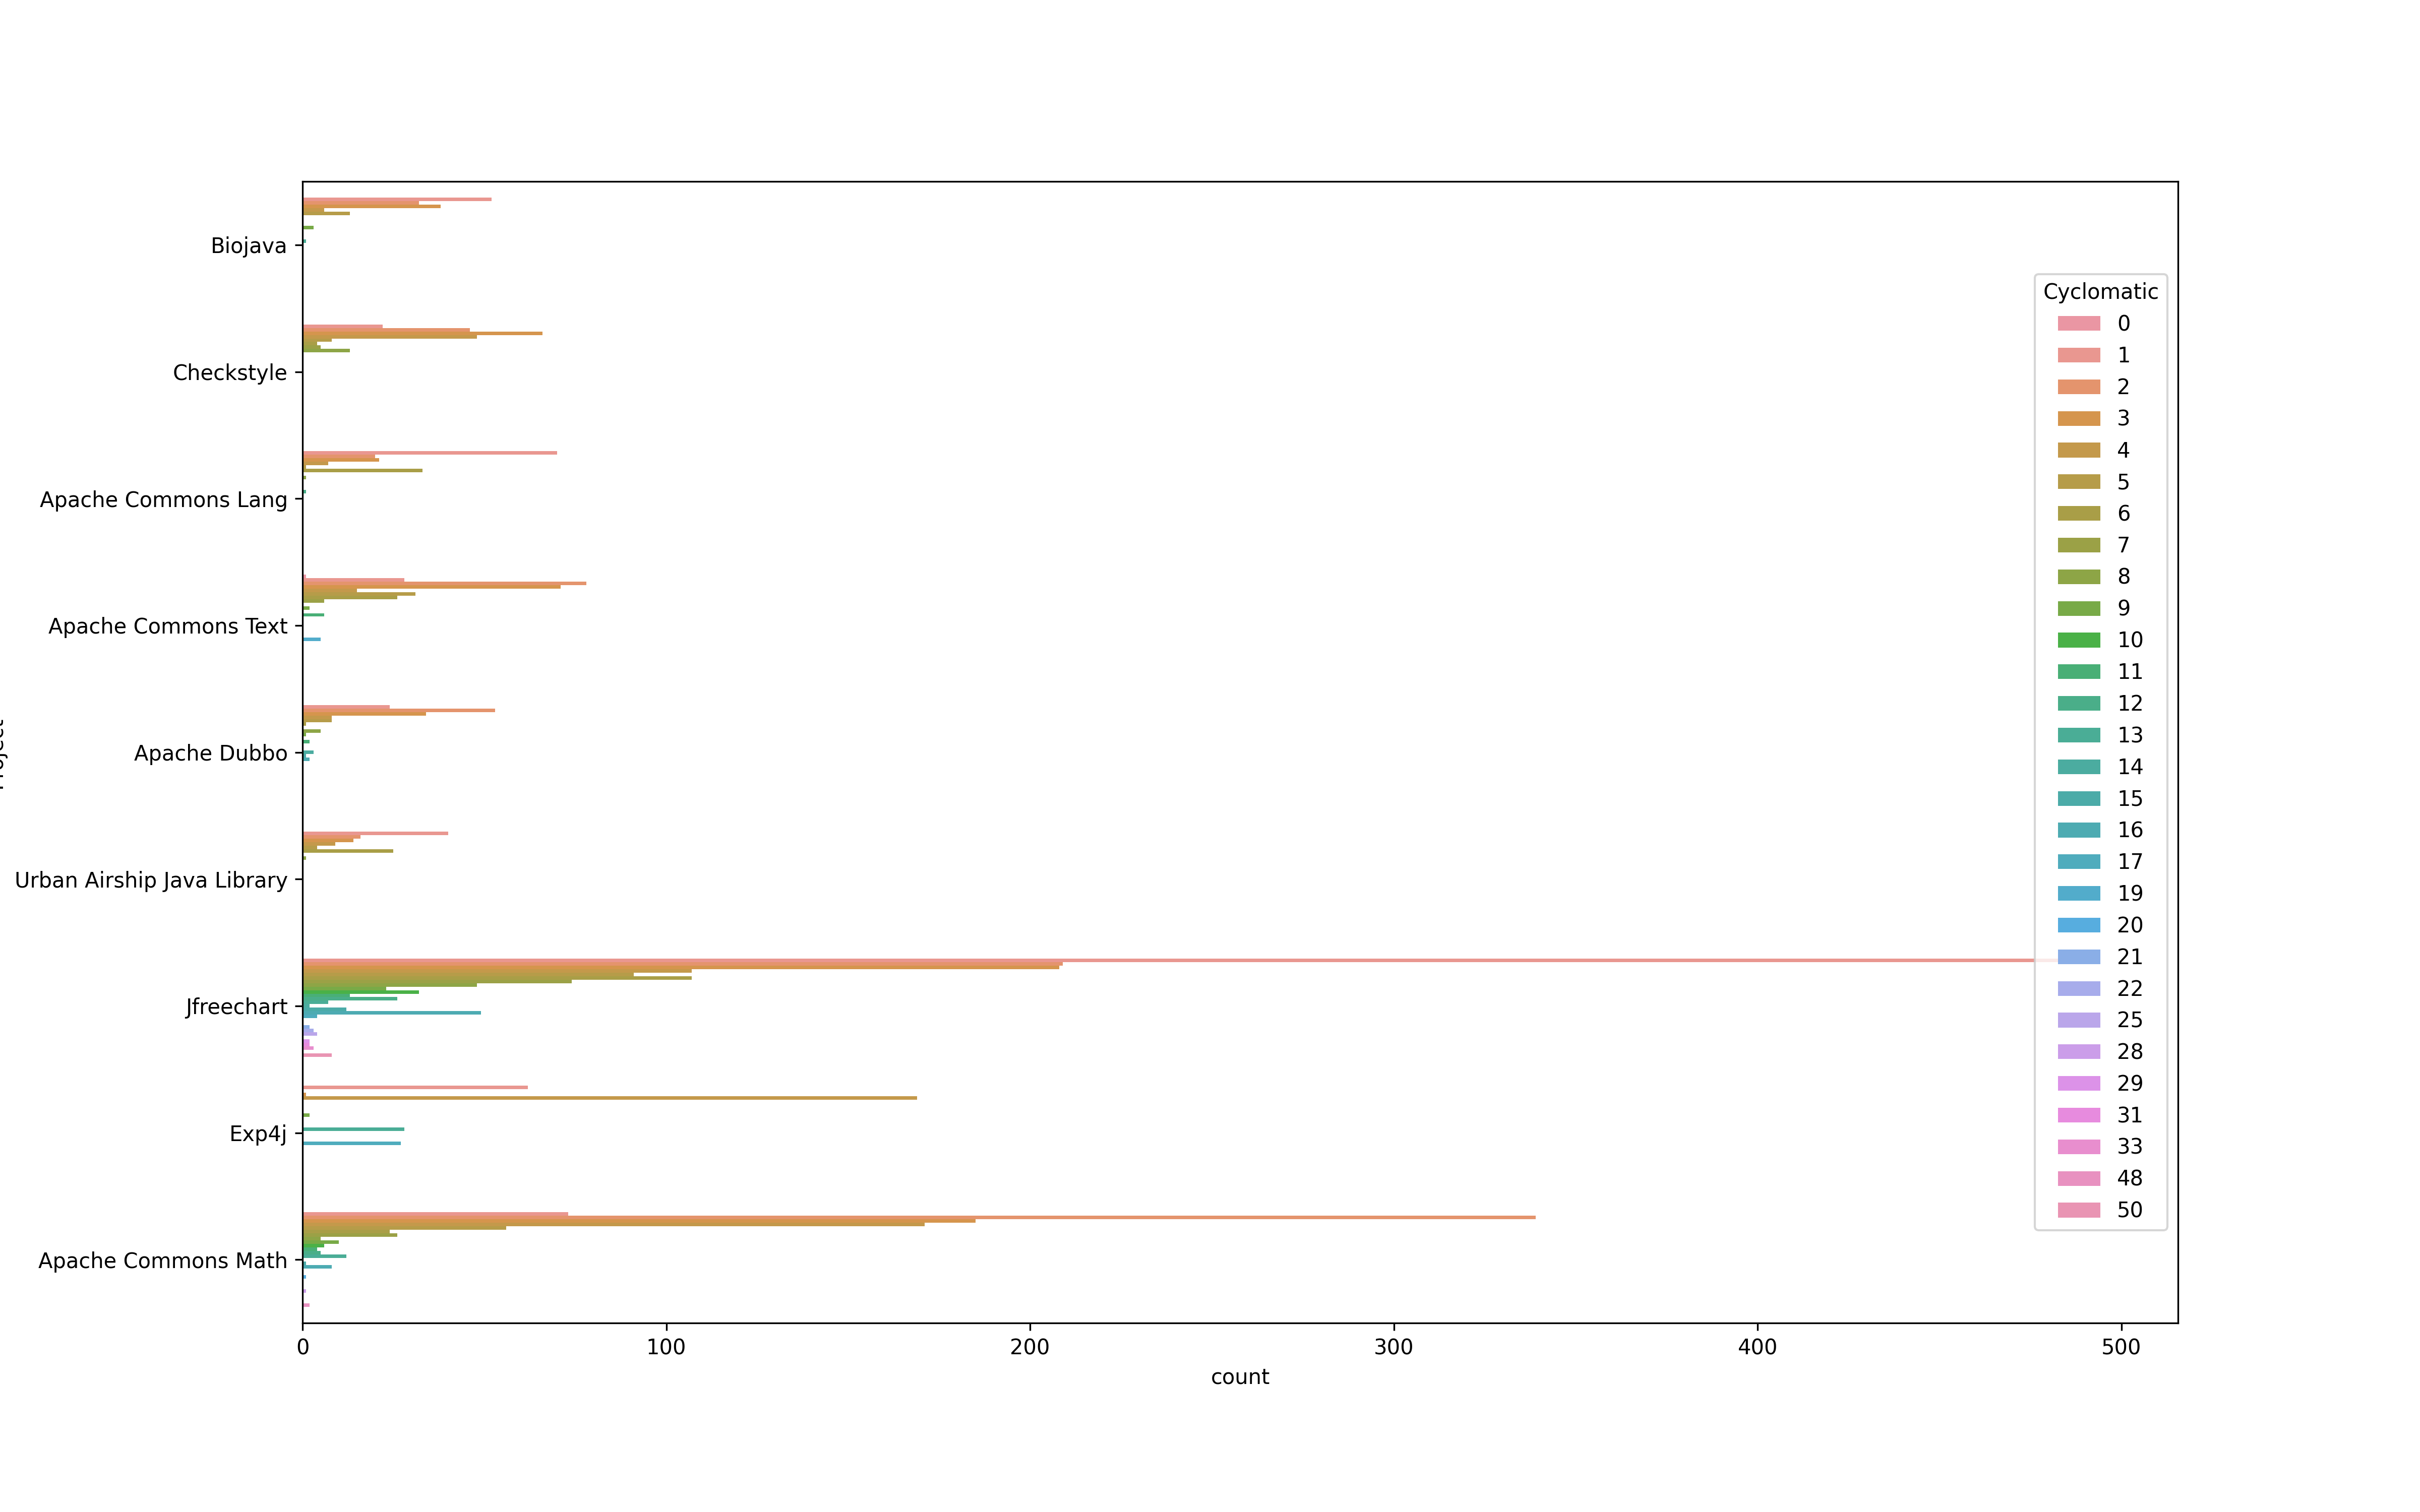 Biojava
Checkstyle
Apache Commons Lang
Apache Commons Text
Apache Dubbo
Urban Airship Java Library
Jfreechart
Exp4j
Apache Commons Math
0 100 200 300 400 500
count
Cyclomatic
0
1
2
3
4
5
6
7
8
9
10
11
12
13
14
15
16
17
19
20
21
22
25
28
29
31
33
48
50